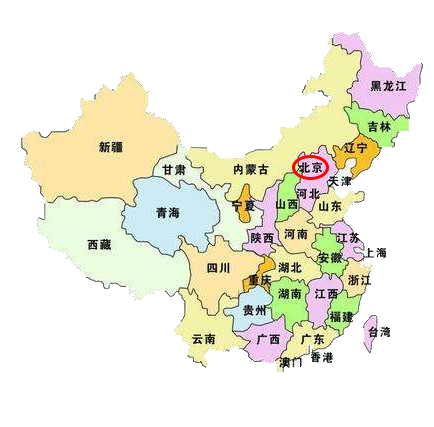 黑龙江
吉林
辽宁
新疆
甘肃
内蒙古
北京
天津
河北
山西
山东
宁夏
青海
陕西
河南
江苏
西藏
安徽
上海
四川
重庆
湖北
浙江
湖南
江西
贵州
福建
云南
广西
广东
台湾
香港
澳门